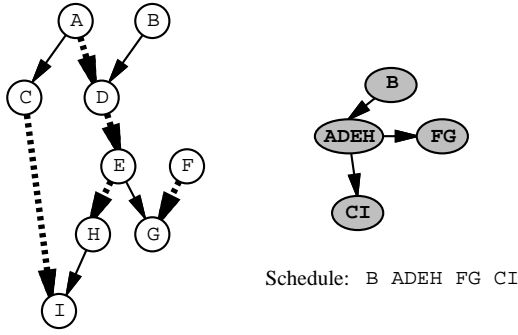 A B
C D
E F
H G
I
B
ADEH FG
CI
Schedule: B ADEH FG CI